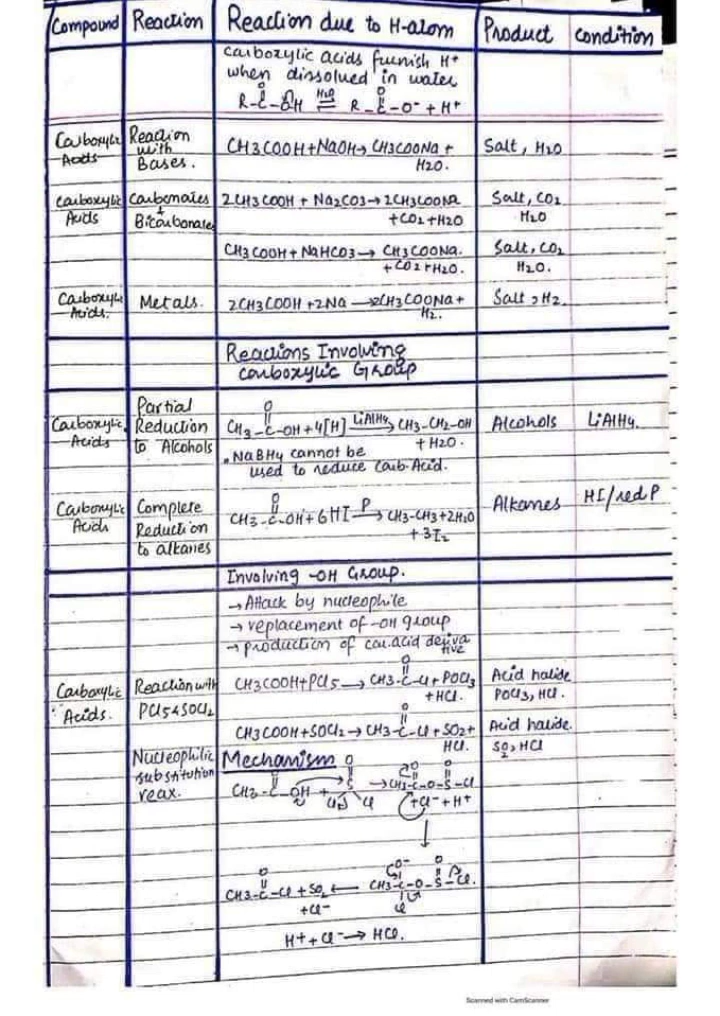 Compound Reaction Reaction due to H-atom Product condition
carboxylic acids furnish H+
when dissolved in water
R-C(=O)-OH ⇌ (H2O) R-C(=O)-O- + H+
Carboxylic Acids
Reaction with Bases.
CH3COOH+NaOH→ CH3COONa +
H2O.
Salt, H2O
carboxylic Acids
Carbonates + Bicarbonates
2CH3COOH + Na2CO3→2CH3COONa
+CO2+H2O
Salt, CO2
H2O
CH3COOH+NaHCO3→ CH3COONa.
+CO2+H2O.
Salt, CO2
H2O.
Carboxylic Acids.
Metals.
2CH3COOH +2Na →2CH3COONa+
H2.
Salt, H2.
Reactions Involving
carboxylic Group
Carboxylic Acids
Partial
Reduction
to Alcohols
CH3-C(=O)-OH+4[H] LiAlH4→ CH3-CH2-OH
+H2O.
. NaBH4 cannot be
used to reduce Carb.Acid.
Alcohols
LiAlH4.
Carboxylic Acids
Complete
Reduction
to alkanes
CH3-C(=O)-OH+6HI P→ CH3-CH3+2H2O
+3I2
Alkanes
HI/red P
Involving -OH Group.
→Attack by nucleophile
→ replacement of -OH group
→ production of car.acid derivative
Carboxylic Acids.
Reaction with
PCl5&SOCl2
CH3COOH+PCl5→ CH3-C(=O)-Cl+POCl3
+HCl.
Acid halide
POCl3, HCl.
CH3COOH+SOCl2→CH3-C(=O)-Cl+SO2+
HCl.
Acid halide.
SO2, HCl
Nucleophilic
substitution
reax.
Mechanism
CH3-C-OH + Cl S(=O) Cl →CH3-C(=O)-O-S(=O)-Cl
+Cl-+H+
↓
CH3-C(=O)-Cl+SO2 ← CH3-C(O-)(Cl)-O-S(=O)-Cl.
+Cl-
H++Cl-→ HCl.
Scanned with CamScanner